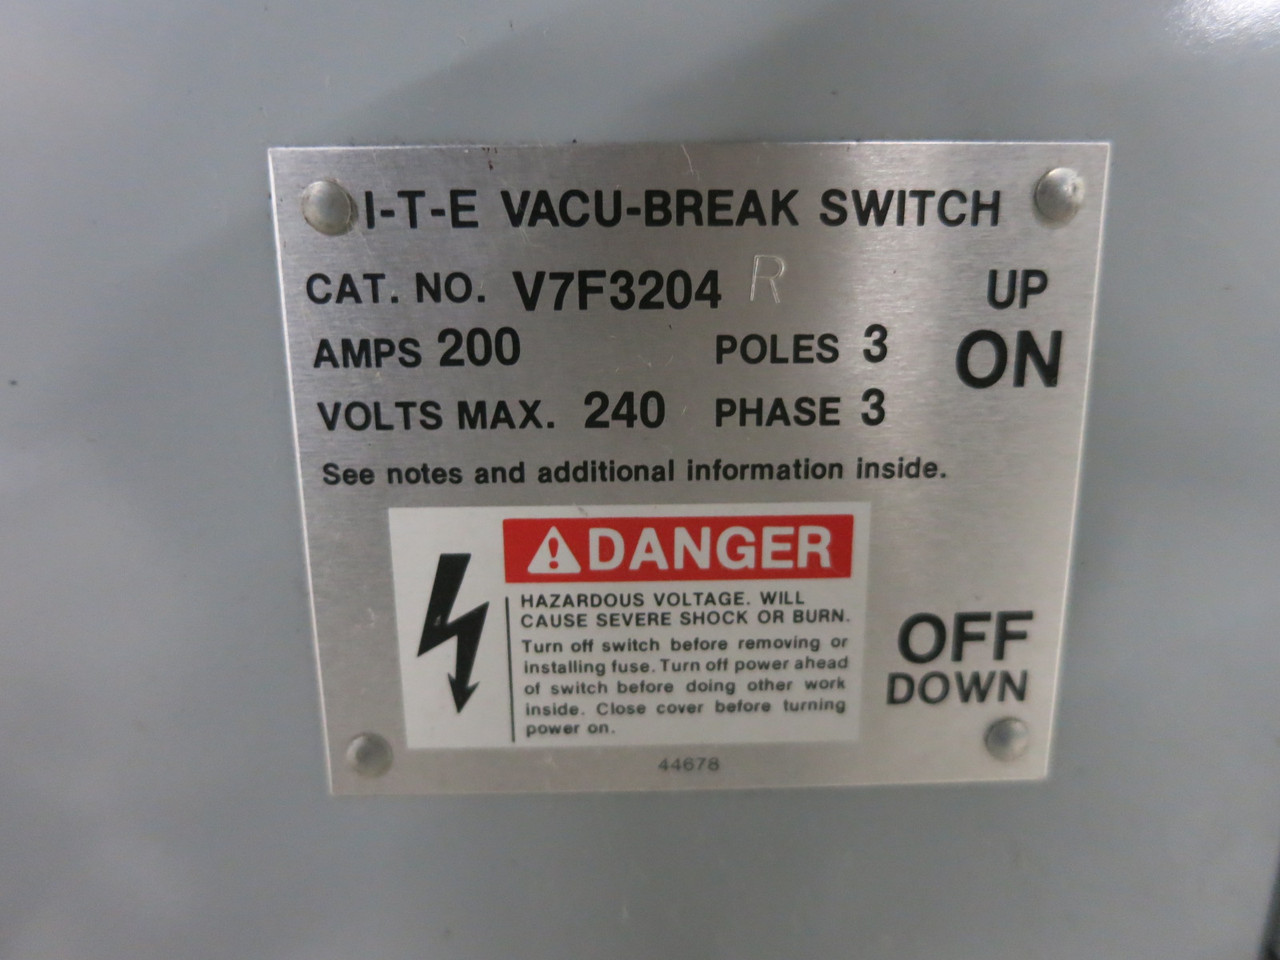 I-T-E VACU-BREAK SWITCH
CAT. NO. V7F3204 R
UP
AMPS 200 POLES 3
ON
VOLTS MAX. 240 PHASE 3
See notes and additional information inside.
DANGER
HAZARDOUS VOLTAGE. WILL
CAUSE SEVERE SHOCK OR BURN.
Turn off switch before removing or
installing fuse. Turn off power ahead
of switch before doing other work
inside. Close cover before turning
power on.
OFF
DOWN
44678